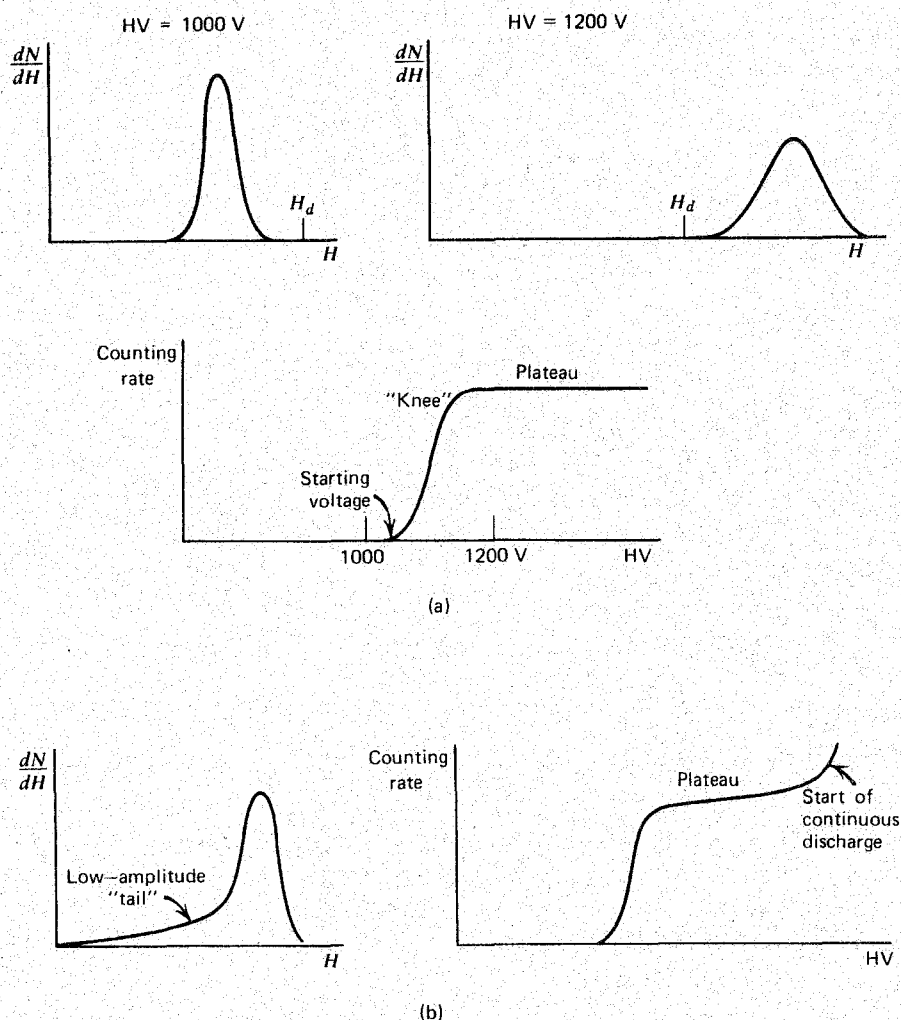 HV = 1000 V
HV = 1200 V
dN
dH
H_d
H
dN
dH
H_d
H
Counting
rate
"Knee"
Plateau
Starting
voltage
1000
1200 V
HV
(a)
dN
dH
Low-amplitude
"tail"
H
Counting
rate
Plateau
Start of
continuous
discharge
HV
(b)